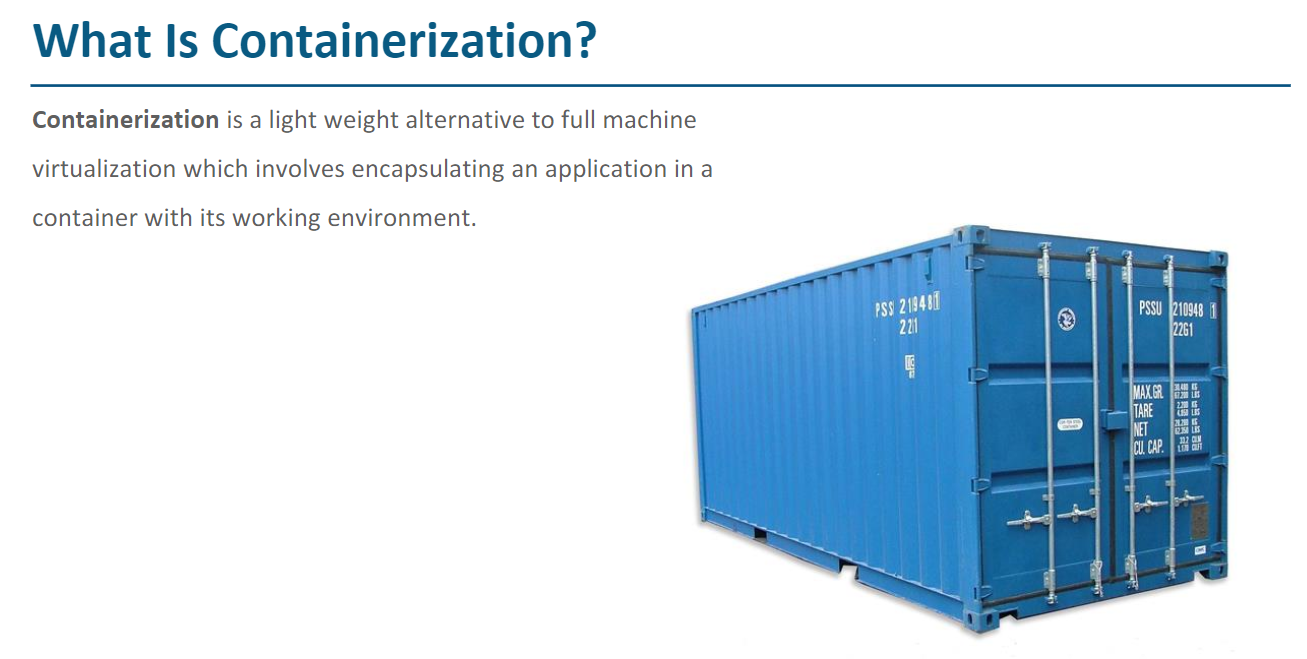 What Is Containerization?
Containerization is a light weight alternative to full machine
virtualization which involves encapsulating an application in a
container with its working environment.
PSSU 210948 1
22G1
MAX.GR.
TARE
NET
CU. CAP.